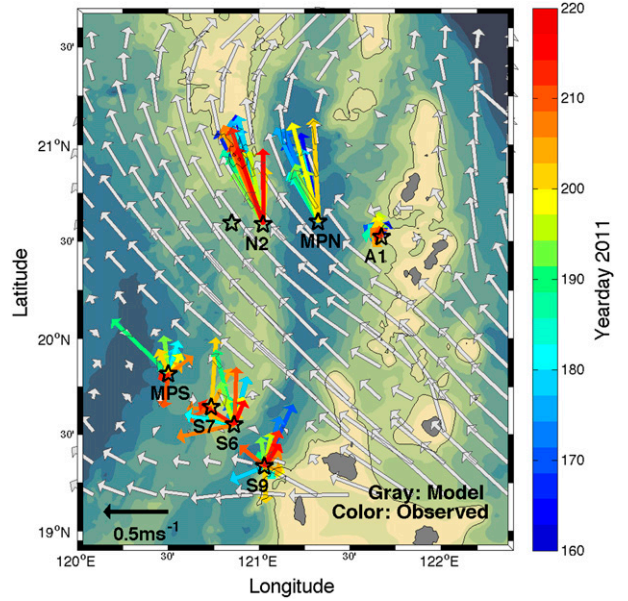 30'
21°N
30'
20°N
30'
19°N
Latitude
N2
MPN
A1
MPS
S7
S6
S9
Gray: Model
Color: Observed
0.5ms⁻¹
120°E
30'
121°E
30'
122°E
Longitude
220
210
200
190
180
170
160
Yearday 2011